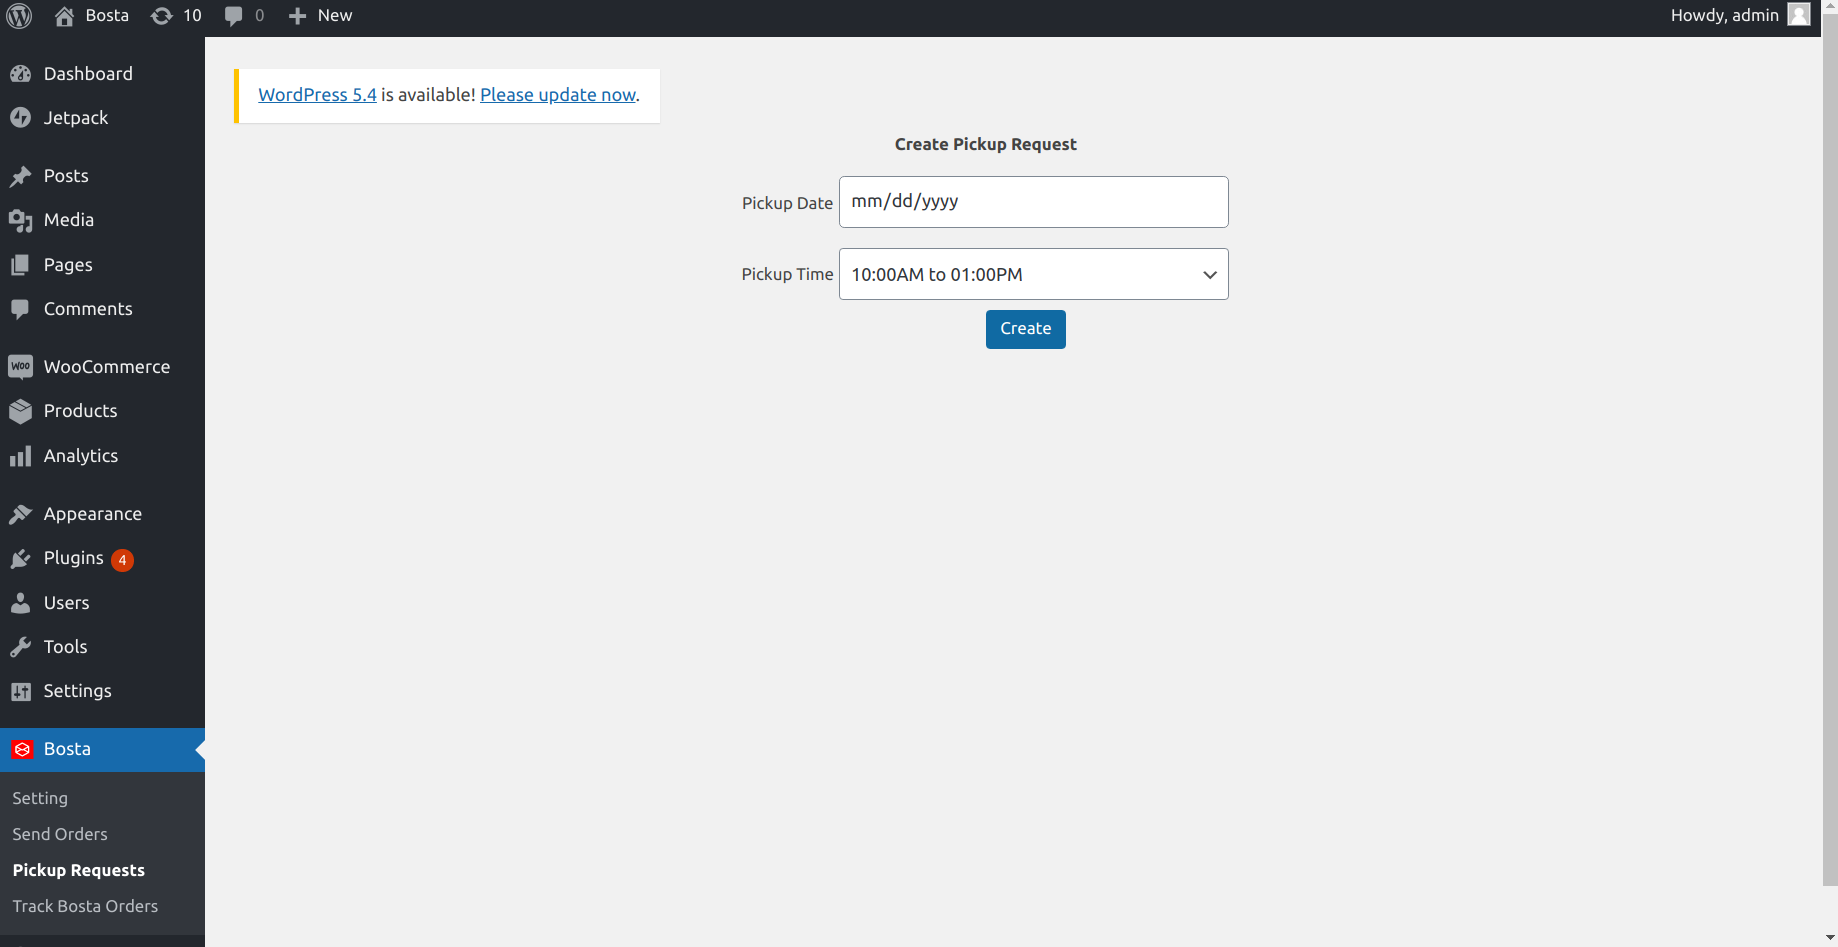 Bosta 10 0 New Howdy, admin
Dashboard
Jetpack
Posts
Media
Pages
Comments
WOO WooCommerce
Products
Analytics
Appearance
Plugins 4
Users
Tools
Settings
Bosta
Setting
Send Orders
Pickup Requests
Track Bosta Orders
WordPress 5.4 is available! Please update now.
Create Pickup Request
Pickup Date mm/dd/yyyy
Pickup Time 10:00AM to 01:00PM
Create